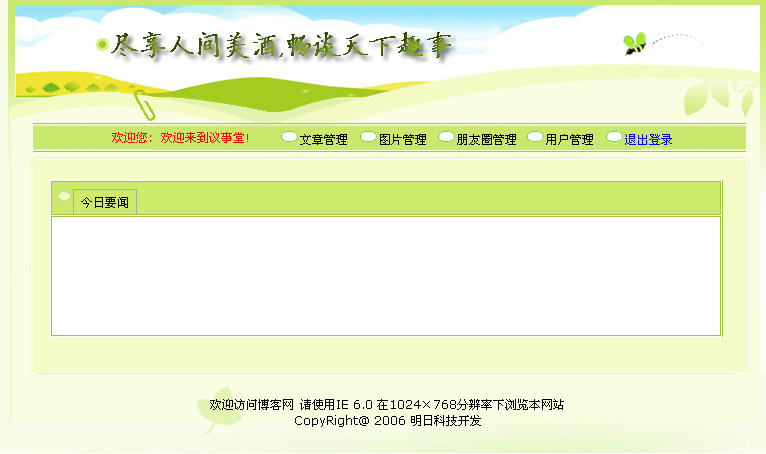 尽享人间美酒,畅谈天下趣事
欢迎您：欢迎来到议事堂! 文章管理 图片管理 朋友圈管理 用户管理 退出登录
今日要闻
欢迎访问博客网 请使用IE 6.0 在1024×768分辨率下浏览本网站
CopyRight@ 2006 明日科技开发